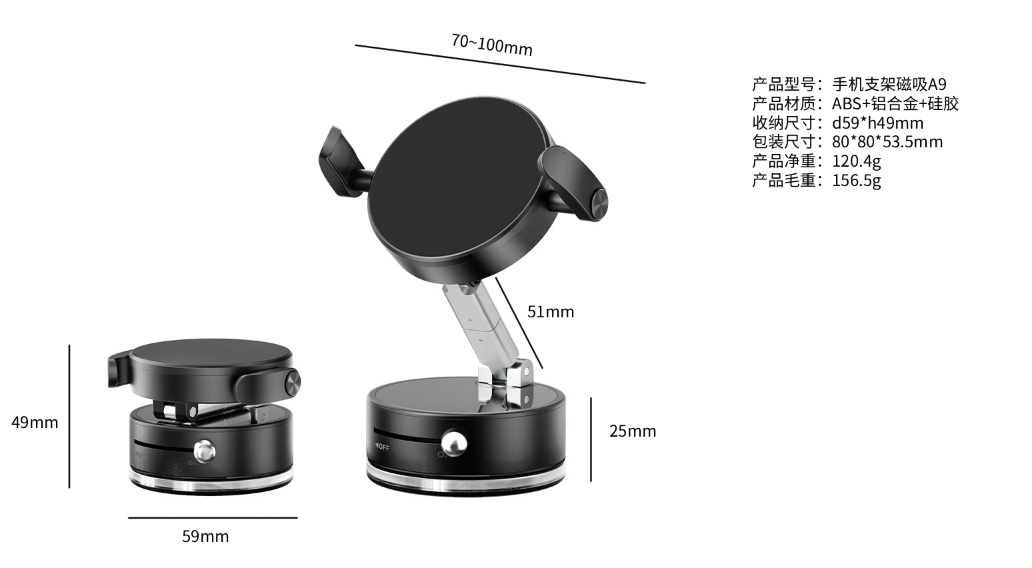 70~100mm
产品型号：手机支架磁吸A9
产品材质：ABS+铝合金+硅胶
收纳尺寸：d59*h49mm
包装尺寸：80*80*53.5mm
产品净重：120.4g
产品毛重：156.5g
51mm
49mm
25mm
◀OFF
59mm